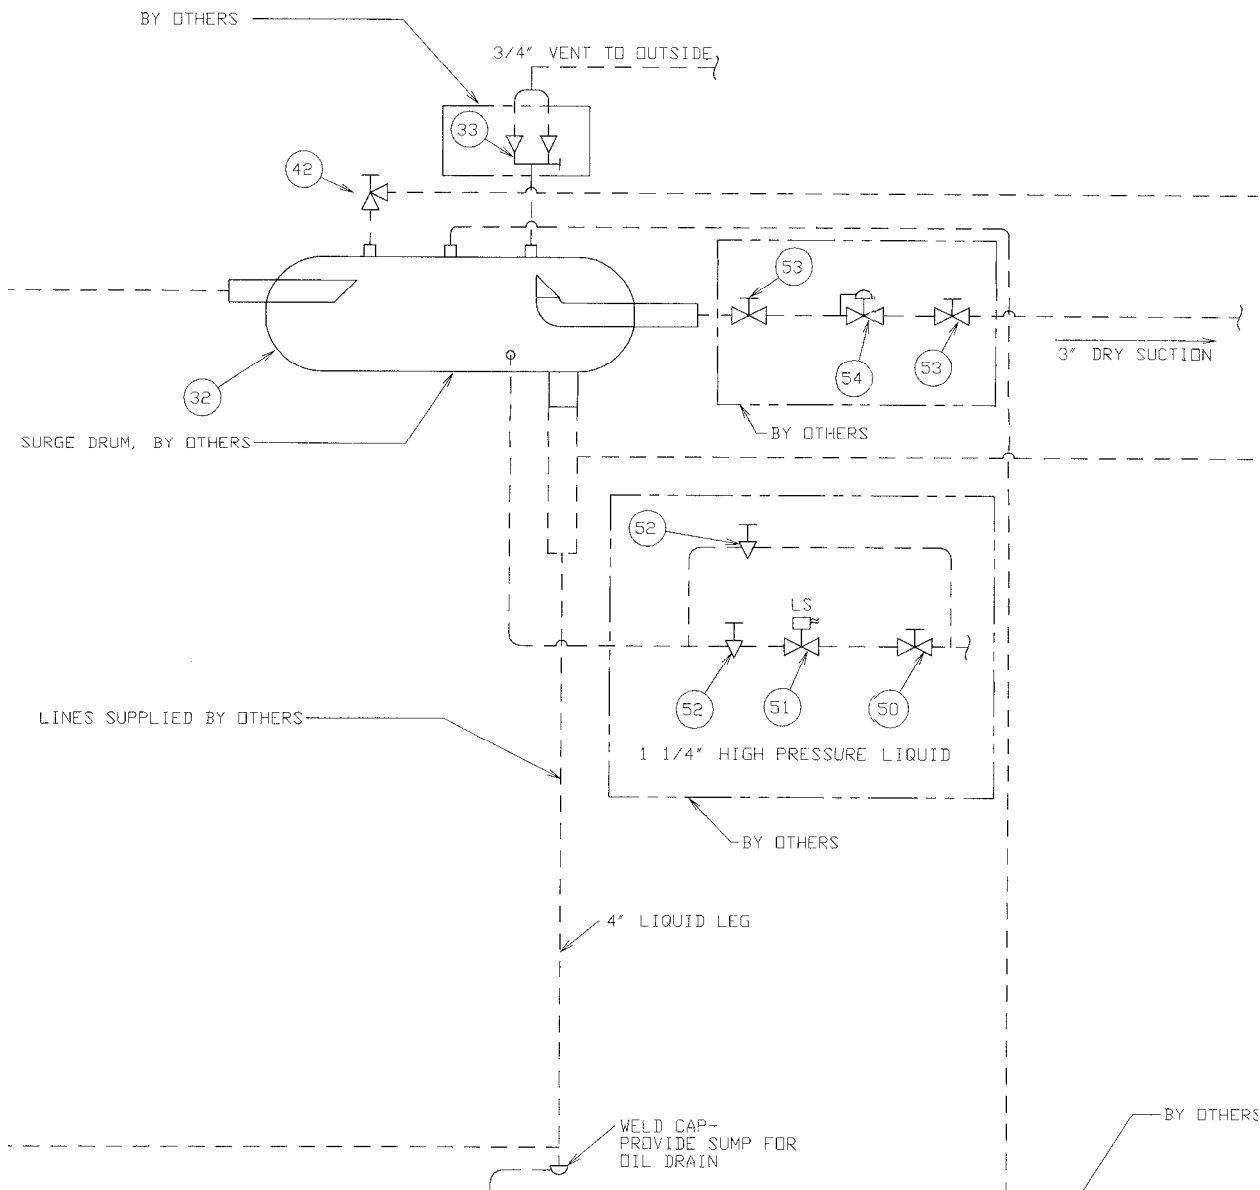 BY OTHERS
3/4" VENT TO OUTSIDE
33
42
53
54
53
3" DRY SUCTION
32
BY OTHERS
SURGE DRUM, BY OTHERS
52
LS
52
51
50
LINES SUPPLIED BY OTHERS
1 1/4" HIGH PRESSURE LIQUID
BY OTHERS
4" LIQUID LEG
BY OTHERS
WELD CAP-
PROVIDE SUMP FOR
OIL DRAIN